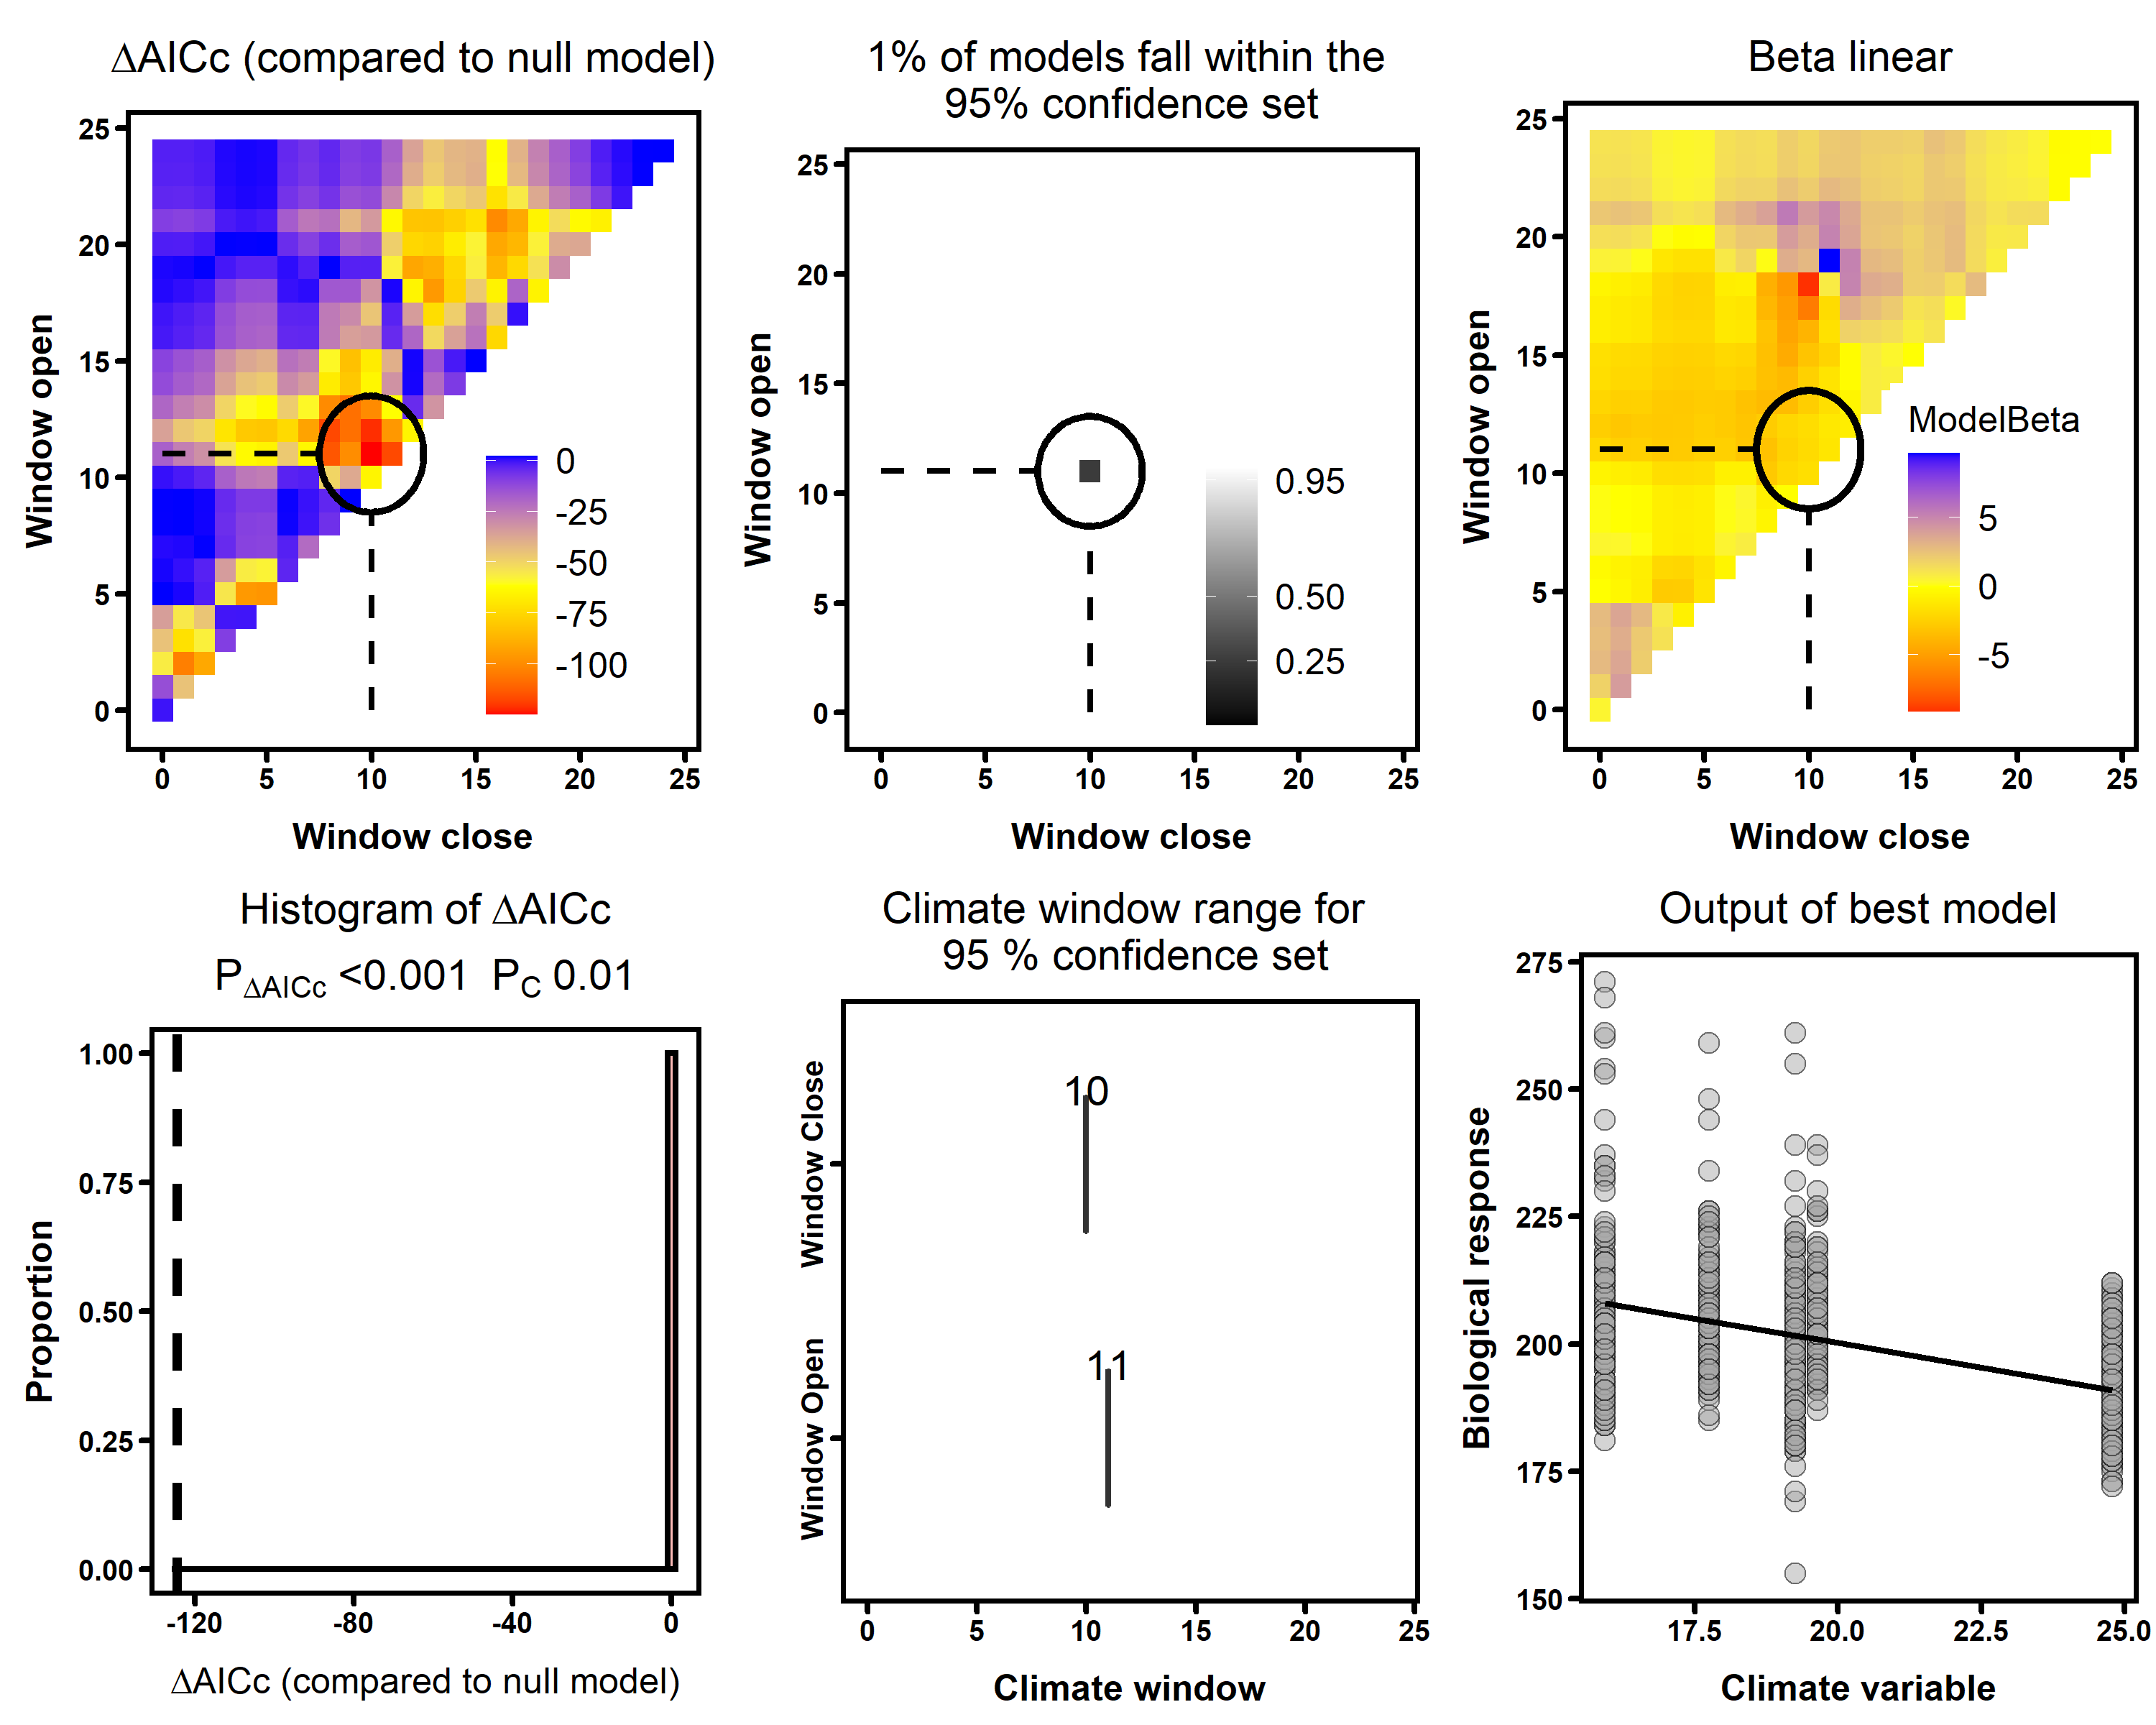 ΔAICc (compared to null model)
25
20
15
10
5
0
Window open
0
-25
-50
-75
-100
0 5 10 15 20 25
Window close
1% of models fall within the
95% confidence set
25
20
15
10
5
0
Window open
0.95
0.50
0.25
0 5 10 15 20 25
Window close
Beta linear
25
20
15
10
5
0
Window open
ModelBeta
5
0
-5
0 5 10 15 20 25
Window close
Histogram of ΔAICc
PΔAICc <0.001 PC 0.01
1.00
0.75
0.50
0.25
0.00
Proportion
-120 -80 -40 0
ΔAICc (compared to null model)
Climate window range for
95 % confidence set
Window Close
10
Window Open
11
0 5 10 15 20 25
Climate window
Output of best model
275
250
225
200
175
150
Biological response
17.5 20.0 22.5 25.0
Climate variable